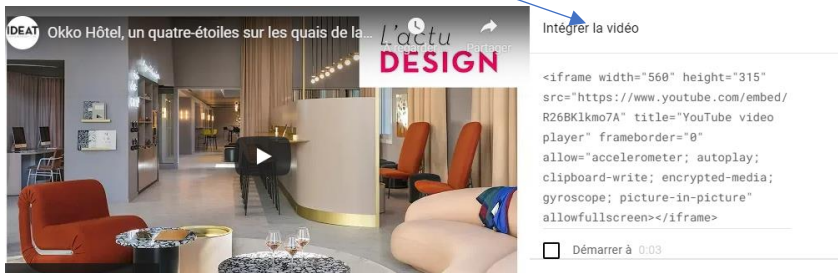 IDEAT
Okko Hôtel, un quatre-étoiles sur les quais de la...
L'actu
DESIGN
Partager
Intégrer la vidéo
<iframe width="560" height="315"
src="https://www.youtube.com/embed/
R26BKlkmo7A" title="YouTube video
player" frameborder="0"
allow="accelerometer; autoplay;
clipboard-write; encrypted-media;
gyroscope; picture-in-picture"
allowfullscreen></iframe>
Démarrer à 0:03